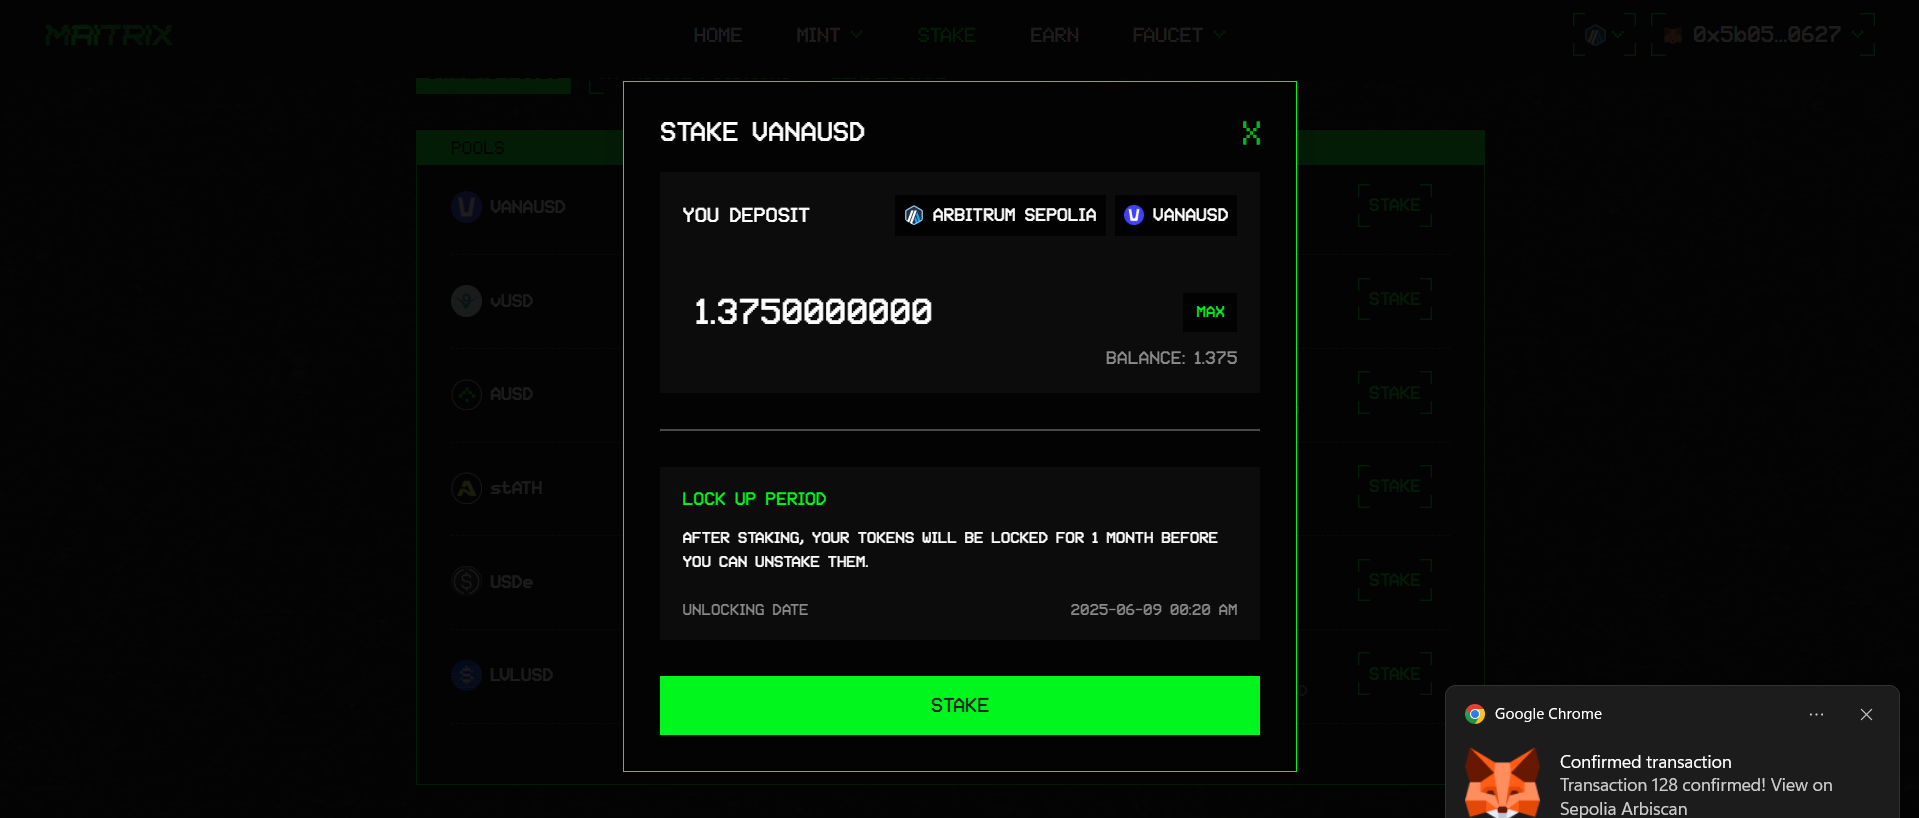 MAITRIX
HOME
MINT
STAKE
EARN
FAUCET
0x5b05...0627
STAKE VANAUSD
X
POOLS
YOU DEPOSIT
ARBITRUM SEPOLIA
VANAUSD
1.3750000000
MAX
BALANCE: 1.375
LOCK UP PERIOD
AFTER STAKING, YOUR TOKENS WILL BE LOCKED FOR 1 MONTH BEFORE
YOU CAN UNSTAKE THEM.
UNLOCKING DATE
2025-06-09 00:20 AM
STAKE
VANAUSD
STAKE
vUSD
STAKE
AUSD
STAKE
stATH
STAKE
USDe
STAKE
LVLUSD
STAKE
Google Chrome
Confirmed transaction
Transaction 128 confirmed! View on
Sepolia Arbiscan